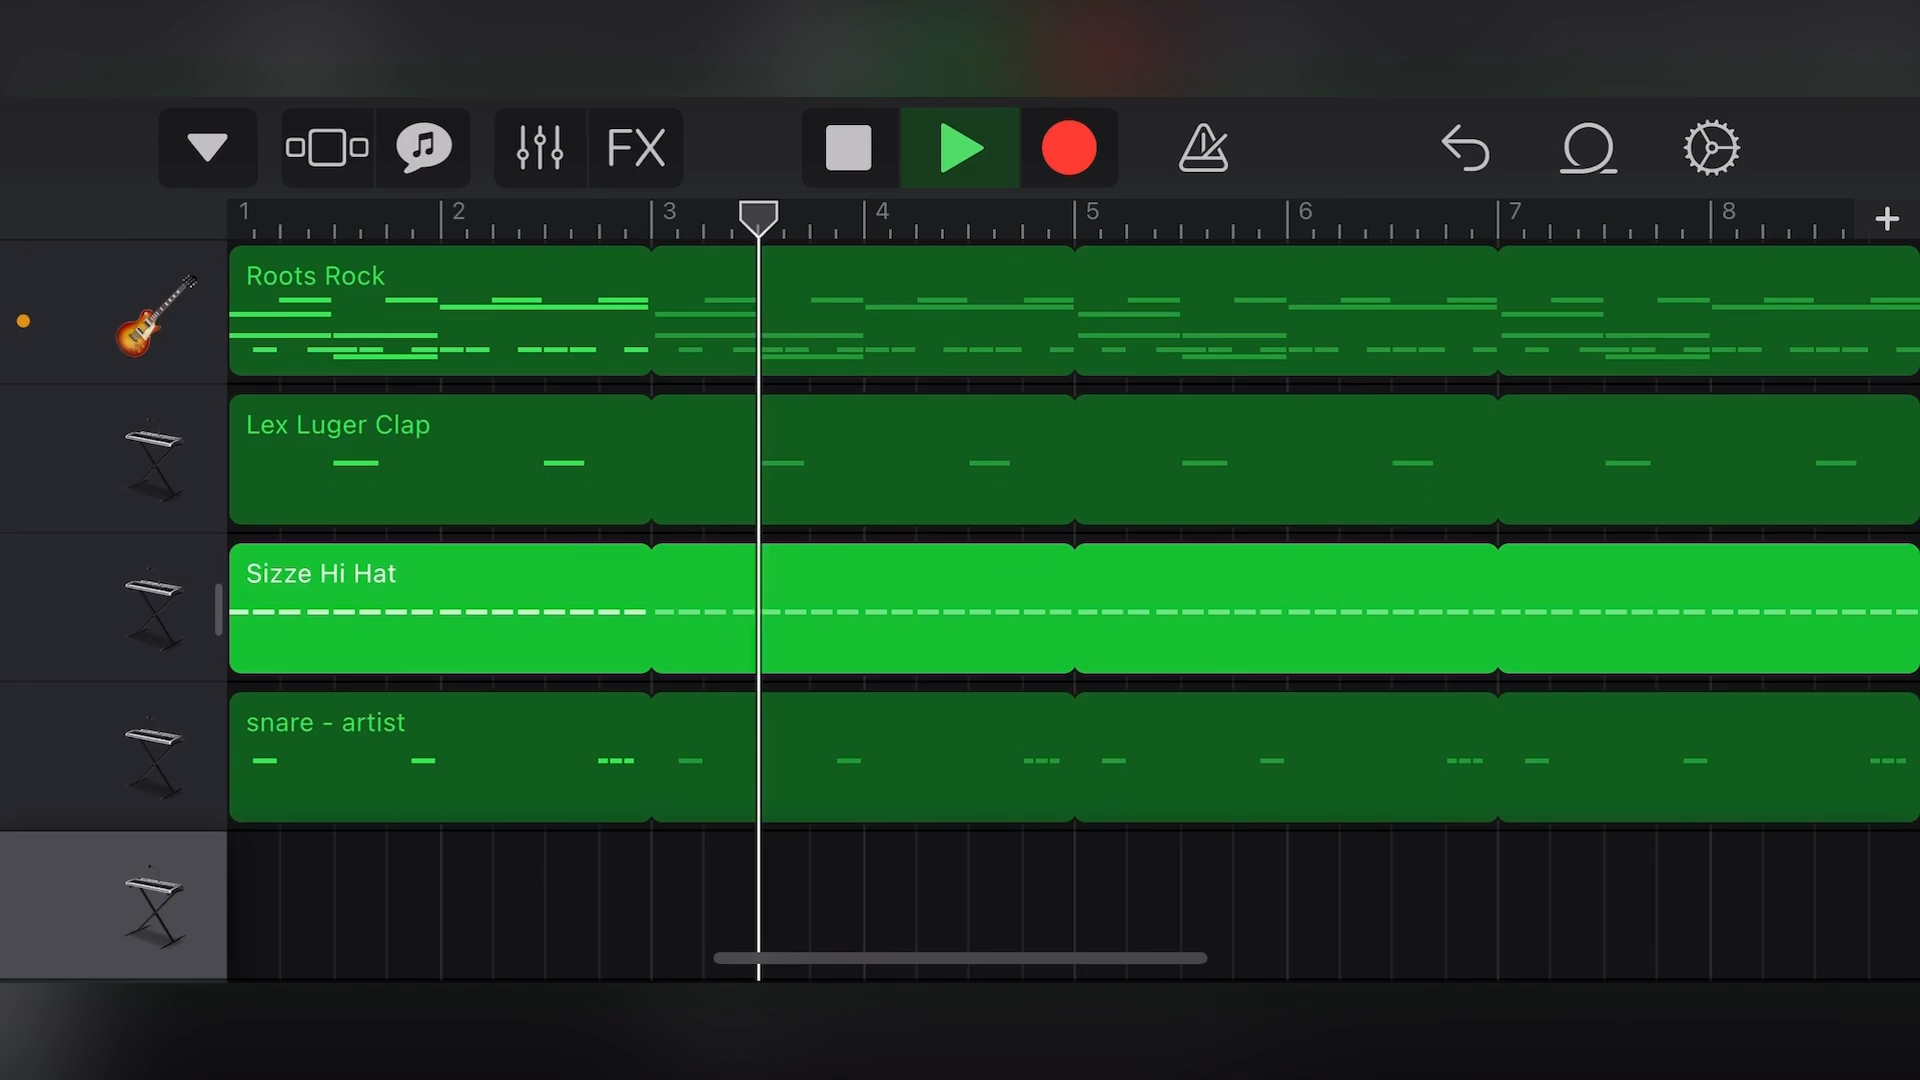 FX
1 2 3 4 5 6 7 8 +
Roots Rock
Lex Luger Clap
Sizze Hi Hat
snare - artist